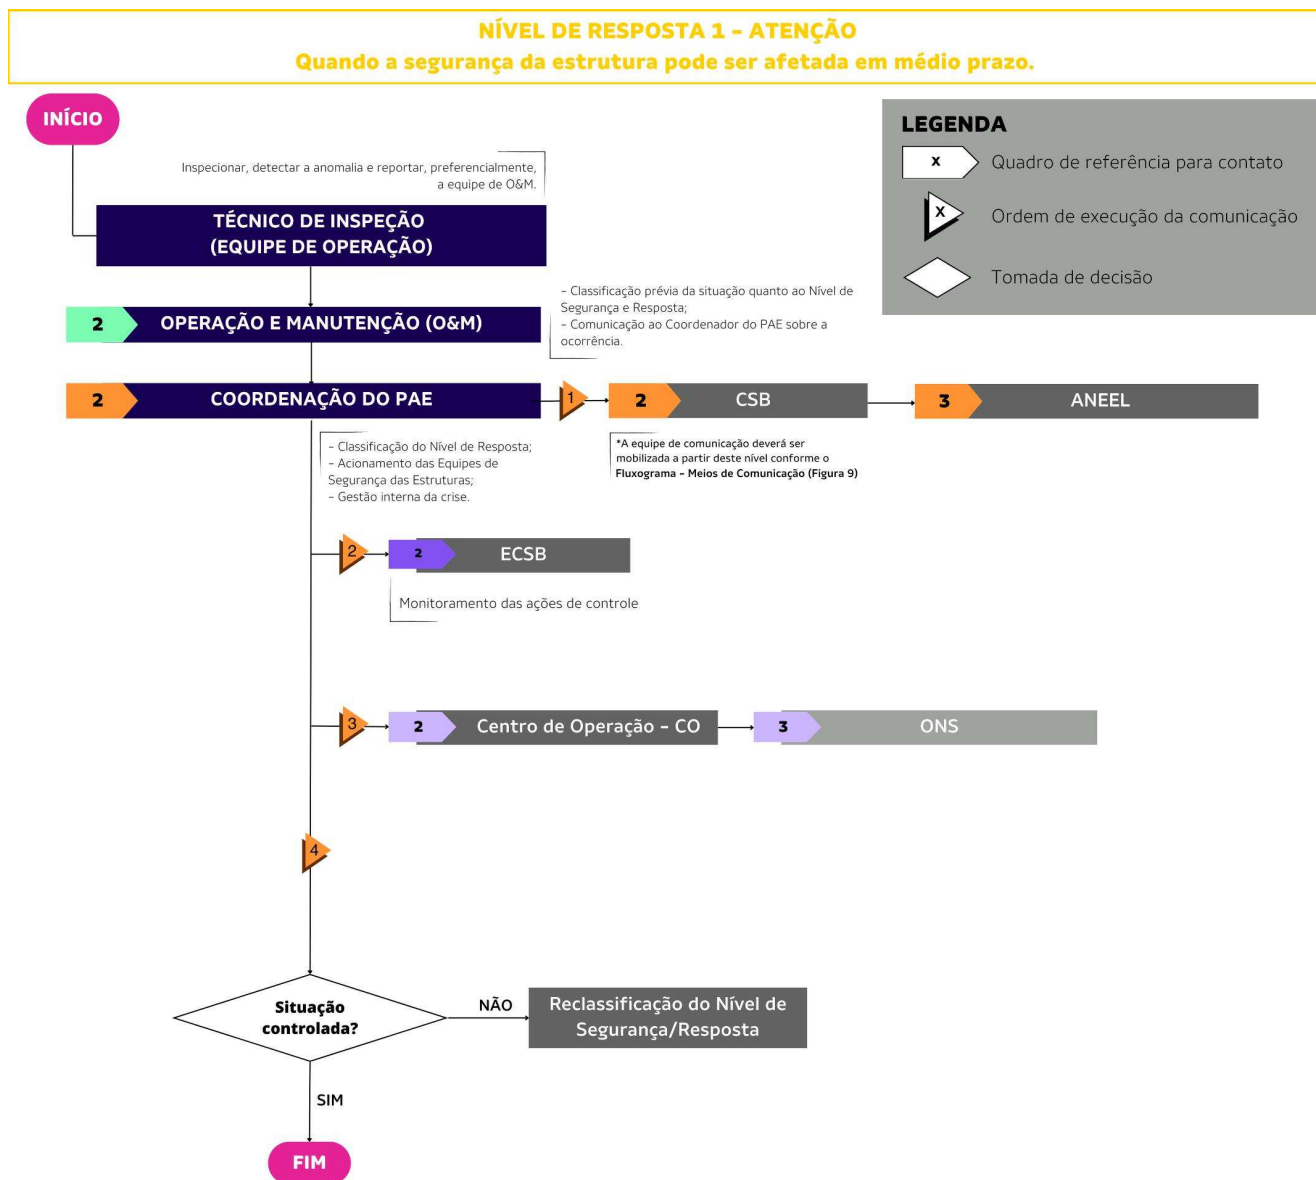 NÍVEL DE RESPOSTA 1 – ATENÇÃO
Quando a segurança da estrutura pode ser afetada em médio prazo.
INÍCIO
LEGENDA
x
Quadro de referência para contato
X
Ordem de execução da comunicação
Tomada de decisão
Inspecionar, detectar a anomalia e reportar, preferencialmente,
a equipe de O&M.
TÉCNICO DE INSPEÇÃO
(EQUIPE DE OPERAÇÃO)
2
OPERAÇÃO E MANUTENÇÃO (O&M)
– Classificação prévia da situação quanto ao Nível de
Segurança e Resposta;
– Comunicação ao Coordenador do PAE sobre a
ocorrência.
2
COORDENAÇÃO DO PAE
1
2
CSB
3
ANEEL
– Classificação do Nível de Resposta;
– Acionamento das Equipes de
Segurança das Estruturas;
– Gestão interna da crise.
*A equipe de comunicação deverá ser
mobilizada a partir deste nível conforme o
Fluxograma – Meios de Comunicação (Figura 9)
2
2
ECSB
Monitoramento das ações de controle
3
2
Centro de Operação – CO
3
ONS
4
Situação
controlada?
NÃO
Reclassificação do Nível de
Segurança/Resposta
SIM
FIM